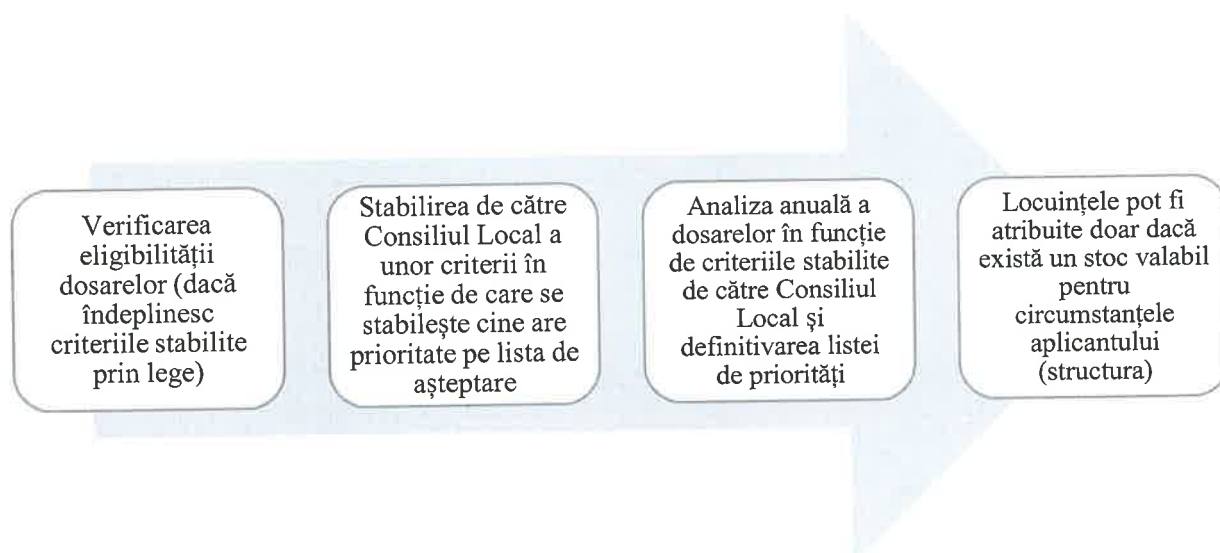 Verificarea
eligibilității
dosarelor (dacă
îndeplinesc
criteriile stabilite
prin lege)
Stabilirea de către
Consiliul Local a
unor criterii în
funcție de care se
stabilește cine are
prioritate pe lista de
așteptare
Analiza anuală a
dosarelor în funcție
de criteriile stabilite
de către Consiliul
Local și
definitivarea listei
de priorități
Locuințele pot fi
atribuite doar dacă
există un stoc valabil
pentru
circumstanțele
aplicantului
(structura)